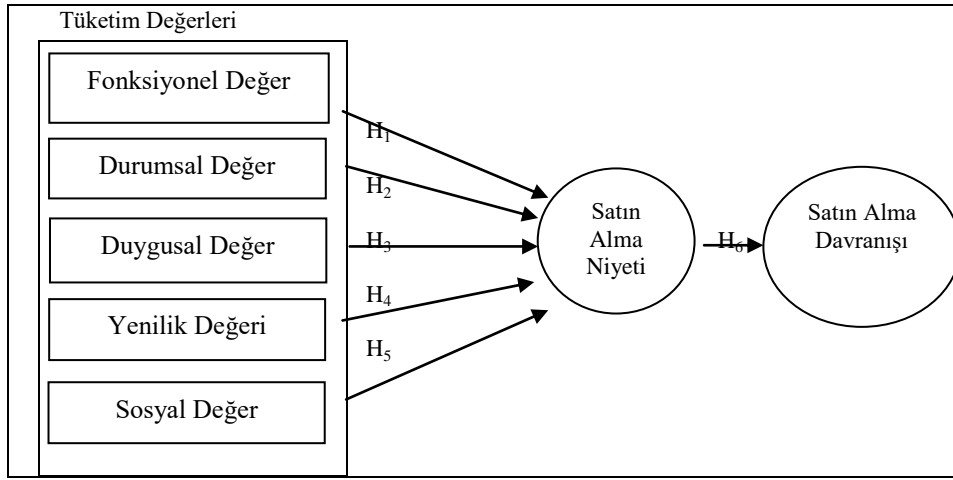 Tüketim Değerleri
Fonksiyonel Değer
Durumsal Değer
Duygusal Değer
Yenilik Değeri
Sosyal Değer
H₁
H₂
H₃
H₄
H₅
Satın
Alma
Niyeti
H₆
Satın Alma
Davranışı